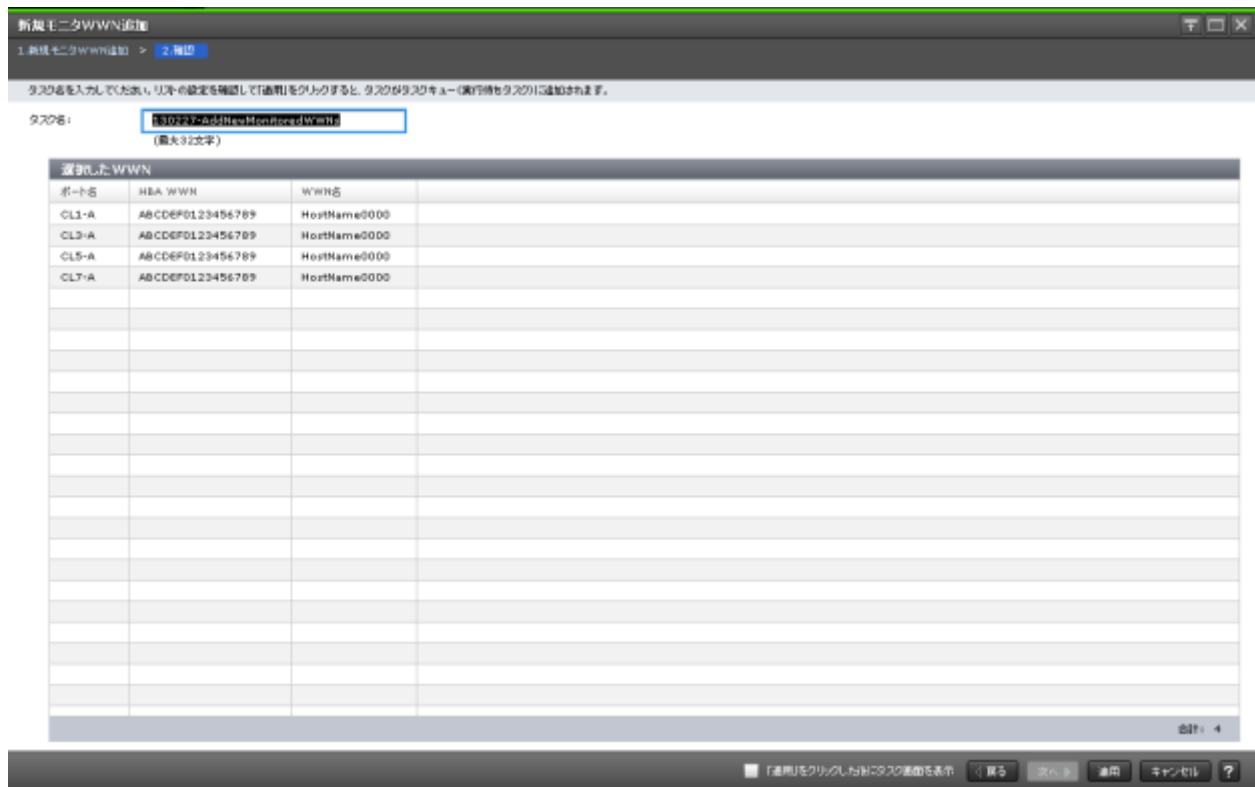 新規モニタWWN追加
1.新規モニタWWN追加 > 2.確認
タスク名を入力してください。リストの設定を確認して「適用」をクリックすると、タスクがタスクキュー(実行待ちタスク)に追加されます。
タスク名: 130227-AddNewMonitoredWWNs
(最大32文字)
選択したWWN
ポート名 HBA WWN WWN名
CL1-A ABCDEF0123456789 HostName0000
CL3-A ABCDEF0123456789 HostName0000
CL5-A ABCDEF0123456789 HostName0000
CL7-A ABCDEF0123456789 HostName0000
合計: 4
「適用」をクリックした後にタスク画面を表示 戻る 次へ 適用 キャンセル ?